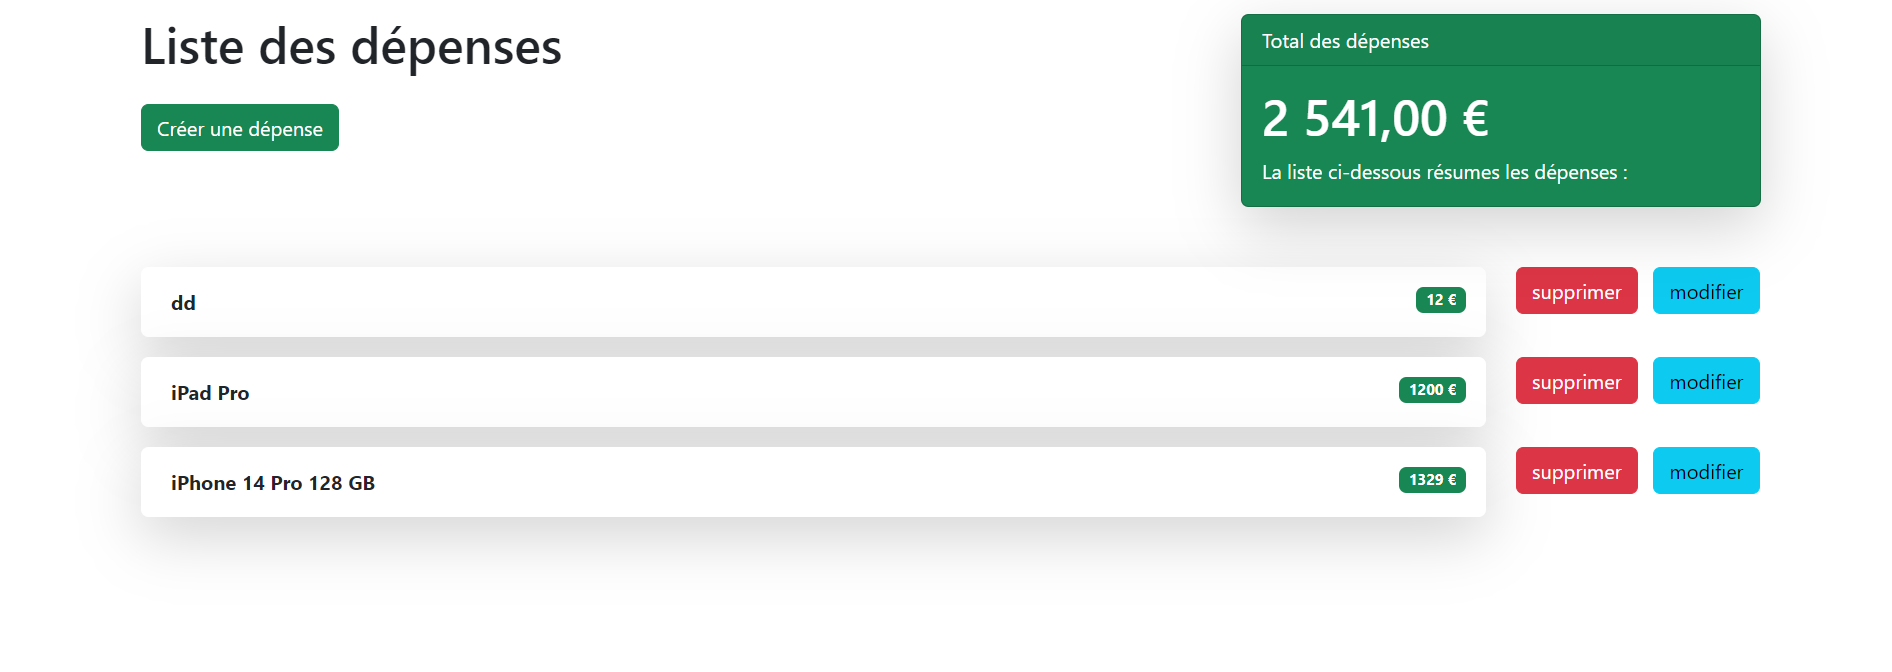 Liste des dépenses
Créer une dépense
Total des dépenses
2 541,00 €
La liste ci-dessous résumes les dépenses :
dd 12 € supprimer modifier
iPad Pro 1200 € supprimer modifier
iPhone 14 Pro 128 GB 1329 € supprimer modifier